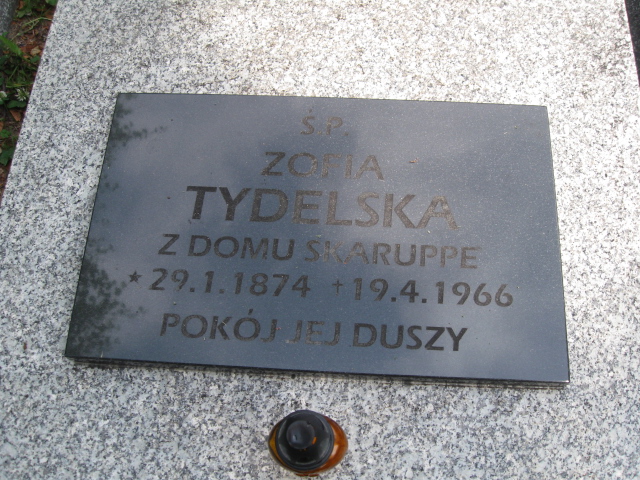 Ś.P.
ZOFIA
TYDELSKA
Z DOMU SKARUPPE
* 29.1.1874 †19.4.1966
POKÓJ JEJ DUSZY